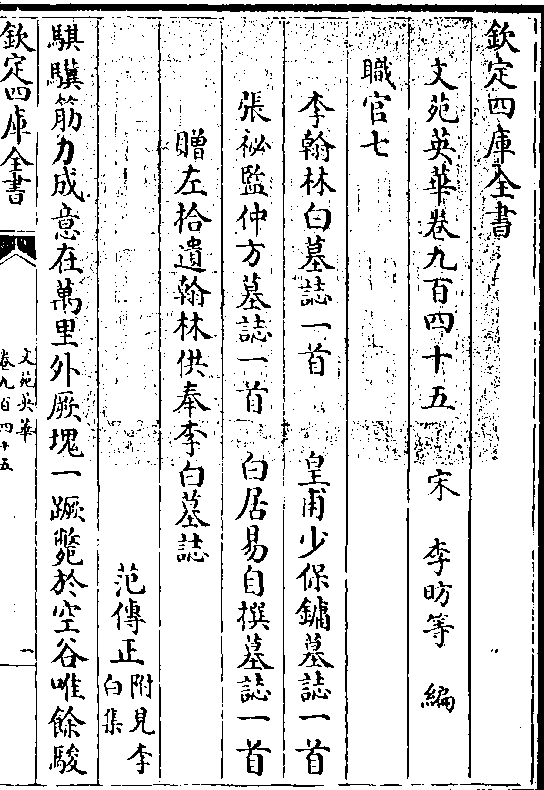 欽定四庫全書
文苑英華卷九百四十五 宋 李昉等 編
職官七
李翰林白墓誌一首 皇甫少保鏞墓誌一首
張祕監仲方墓誌一首 白居易自撰墓誌一首
贈左拾遺翰林供奉李白墓誌
范傳正 附見李白集
騏驥筋力成意在萬里外厥塊一蹶斃於空谷唯餘駿
欽定四庫全書
文苑英華
卷九百四十五
一